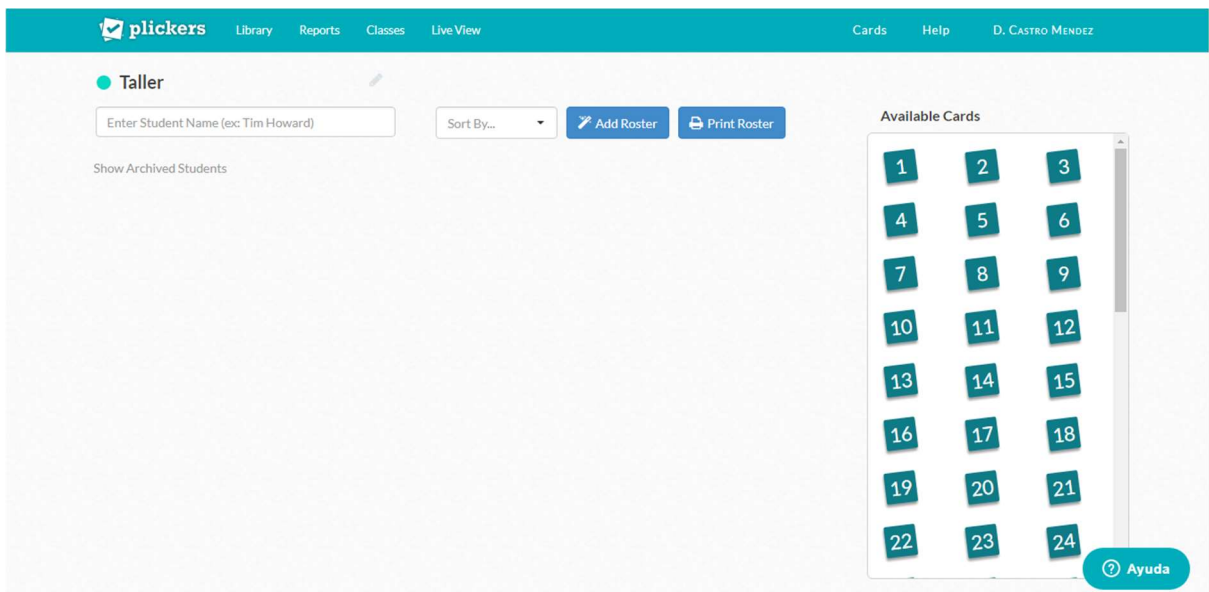 plickers Library Reports Classes Live View Cards Help D. Castro Mendez
Taller
Enter Student Name (ex: Tim Howard) Sort By... Add Roster Print Roster Available Cards
Show Archived Students
1 2 3
4 5 6
7 8 9
10 11 12
13 14 15
16 17 18
19 20 21
22 23 24
? Ayuda